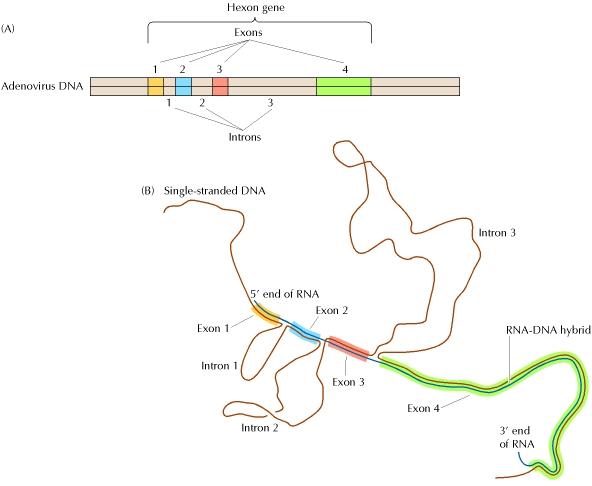 Hexon gene
(A)
Exons
1 2 3 4
Adenovirus DNA
1 2 3
Introns
(B) Single-stranded DNA
Intron 3
5′ end of RNA
Exon 2
Exon 1
RNA-DNA hybrid
Intron 1
Exon 3
Exon 4
Intron 2
3′ end
of RNA